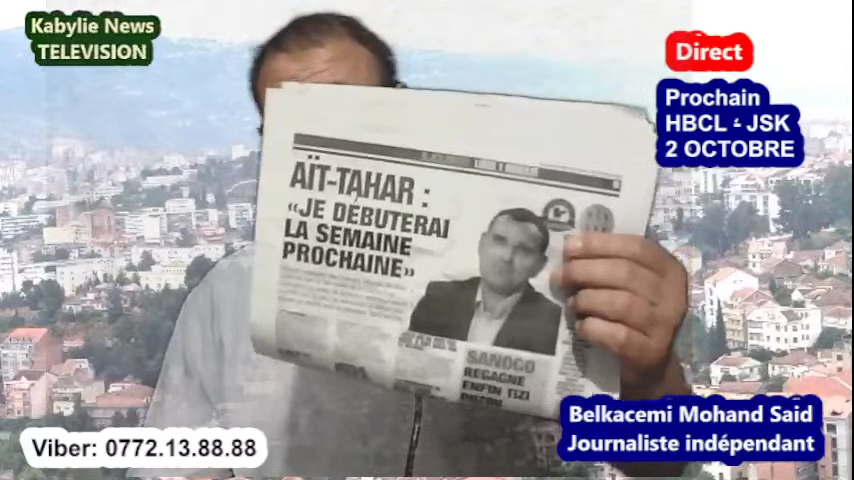 Kabylie News
TELEVISION
Direct
Prochain
HBCL - JSK
2 OCTOBRE
AÏT-TAHAR :
«JE DÉBUTERAI
LA SEMAINE
PROCHAINE»
SANOGO
REGAGNE
ENFIN TIZI
Belkacemi Mohand Said
Journaliste indépendant
Viber: 0772.13.88.88